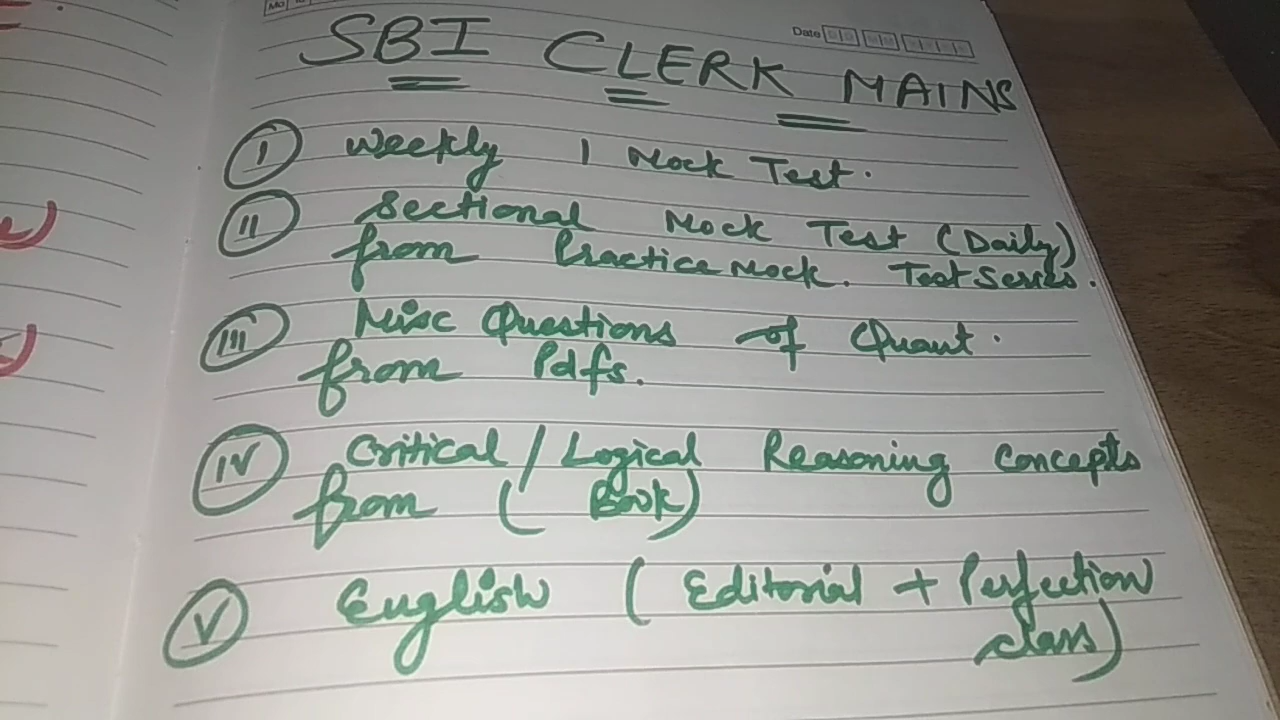 Date
SBI CLERK MAINS
I Weekly 1 Mock Test.
II Sectional Mock Test (Daily)
from Practice Mock. Test Series.
III Misc Questions of Quant.
from Pdfs.
IV Critical / Logical Reasoning Concepts
from ( Book)
V English ( Editorial + Perfection
class)